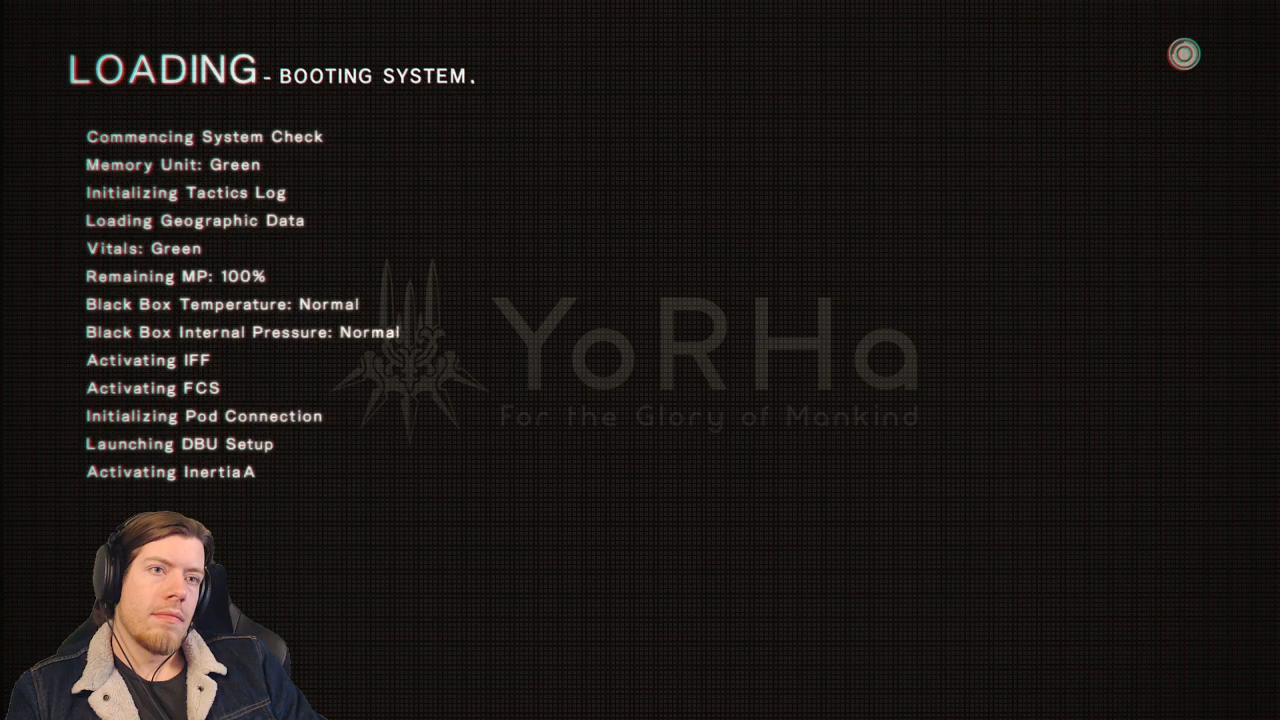 LOADING - BOOTING SYSTEM.
Commencing System Check
Memory Unit: Green
Initializing Tactics Log
Loading Geographic Data
Vitals: Green
Remaining MP: 100%
Black Box Temperature: Normal
Black Box Internal Pressure: Normal
Activating IFF
Activating FCS
Initializing Pod Connection
Launching DBU Setup
Activating InertiaA
YoRHa
For the Glory of Mankind